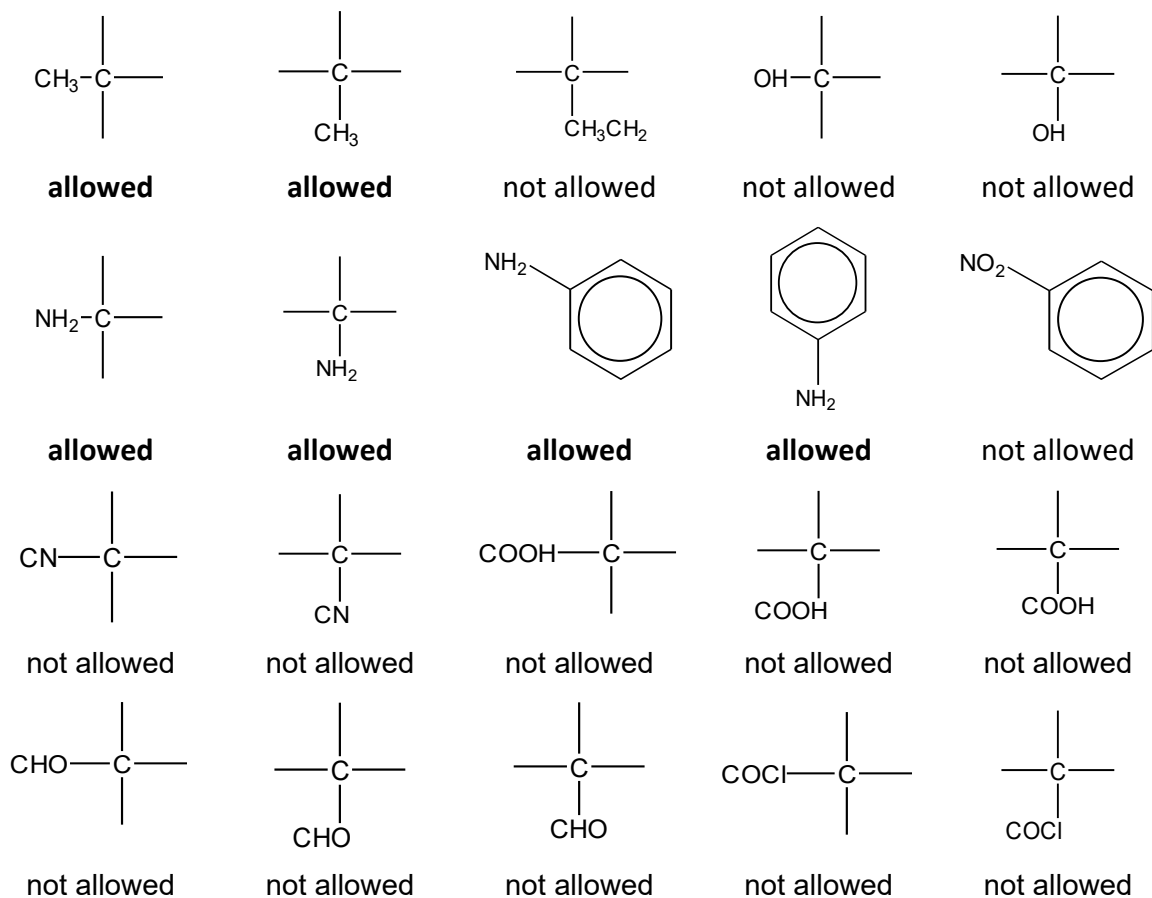 CH₃ C C CH₃ C CH₃CH₂ OH C C OH
allowed allowed not allowed not allowed not allowed
NH₂ C C NH₂ NH₂ NH₂ NO₂
allowed allowed allowed allowed not allowed
CN C C CN COOH C C COOH C COOH
not allowed not allowed not allowed not allowed not allowed
CHO C C CHO C CHO COCl C C COCl
not allowed not allowed not allowed not allowed not allowed